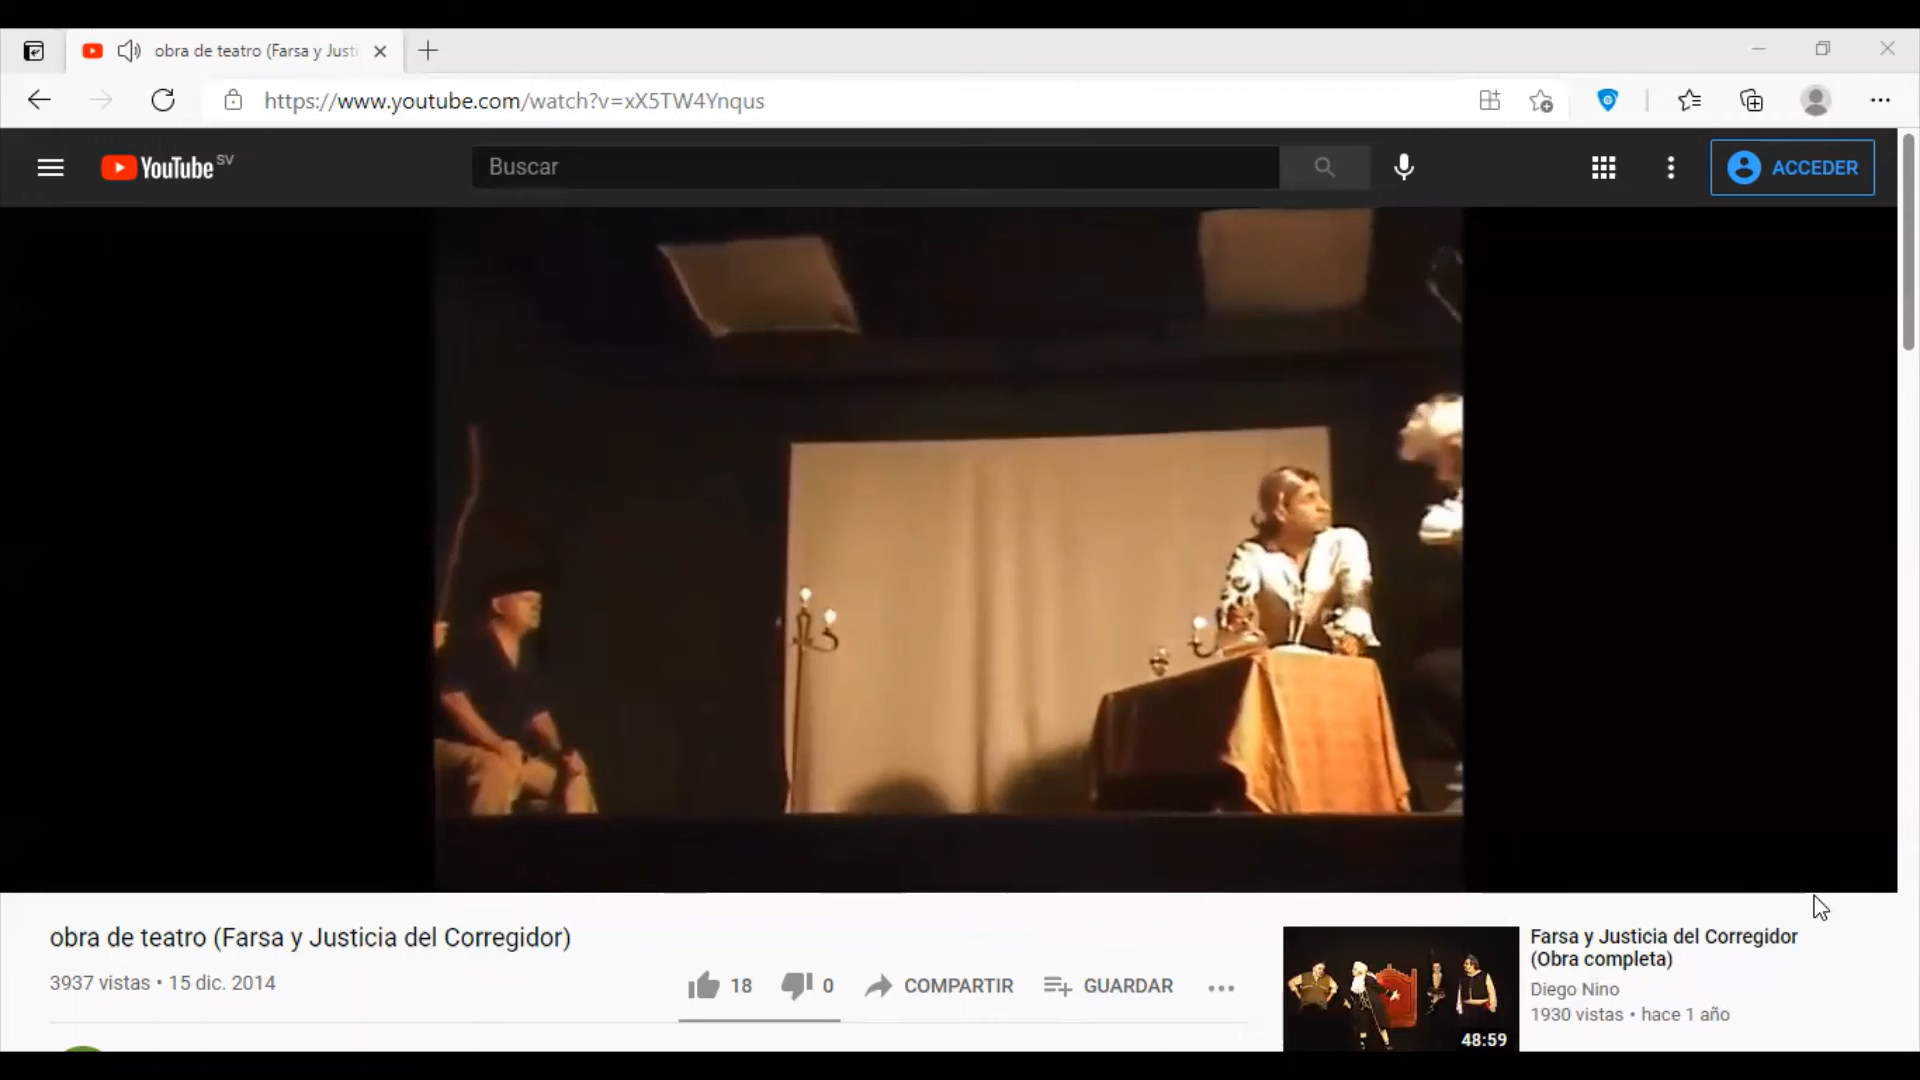 obra de teatro (Farsa y Justi
https://www.youtube.com/watch?v=xX5TW4Ynqus
YouTube SV
Buscar
ACCEDER
obra de teatro (Farsa y Justicia del Corregidor)
3937 vistas • 15 dic. 2014
18
0
COMPARTIR
GUARDAR
Farsa y Justicia del Corregidor
(Obra completa)
Diego Nino
1930 vistas • hace 1 año
48:59